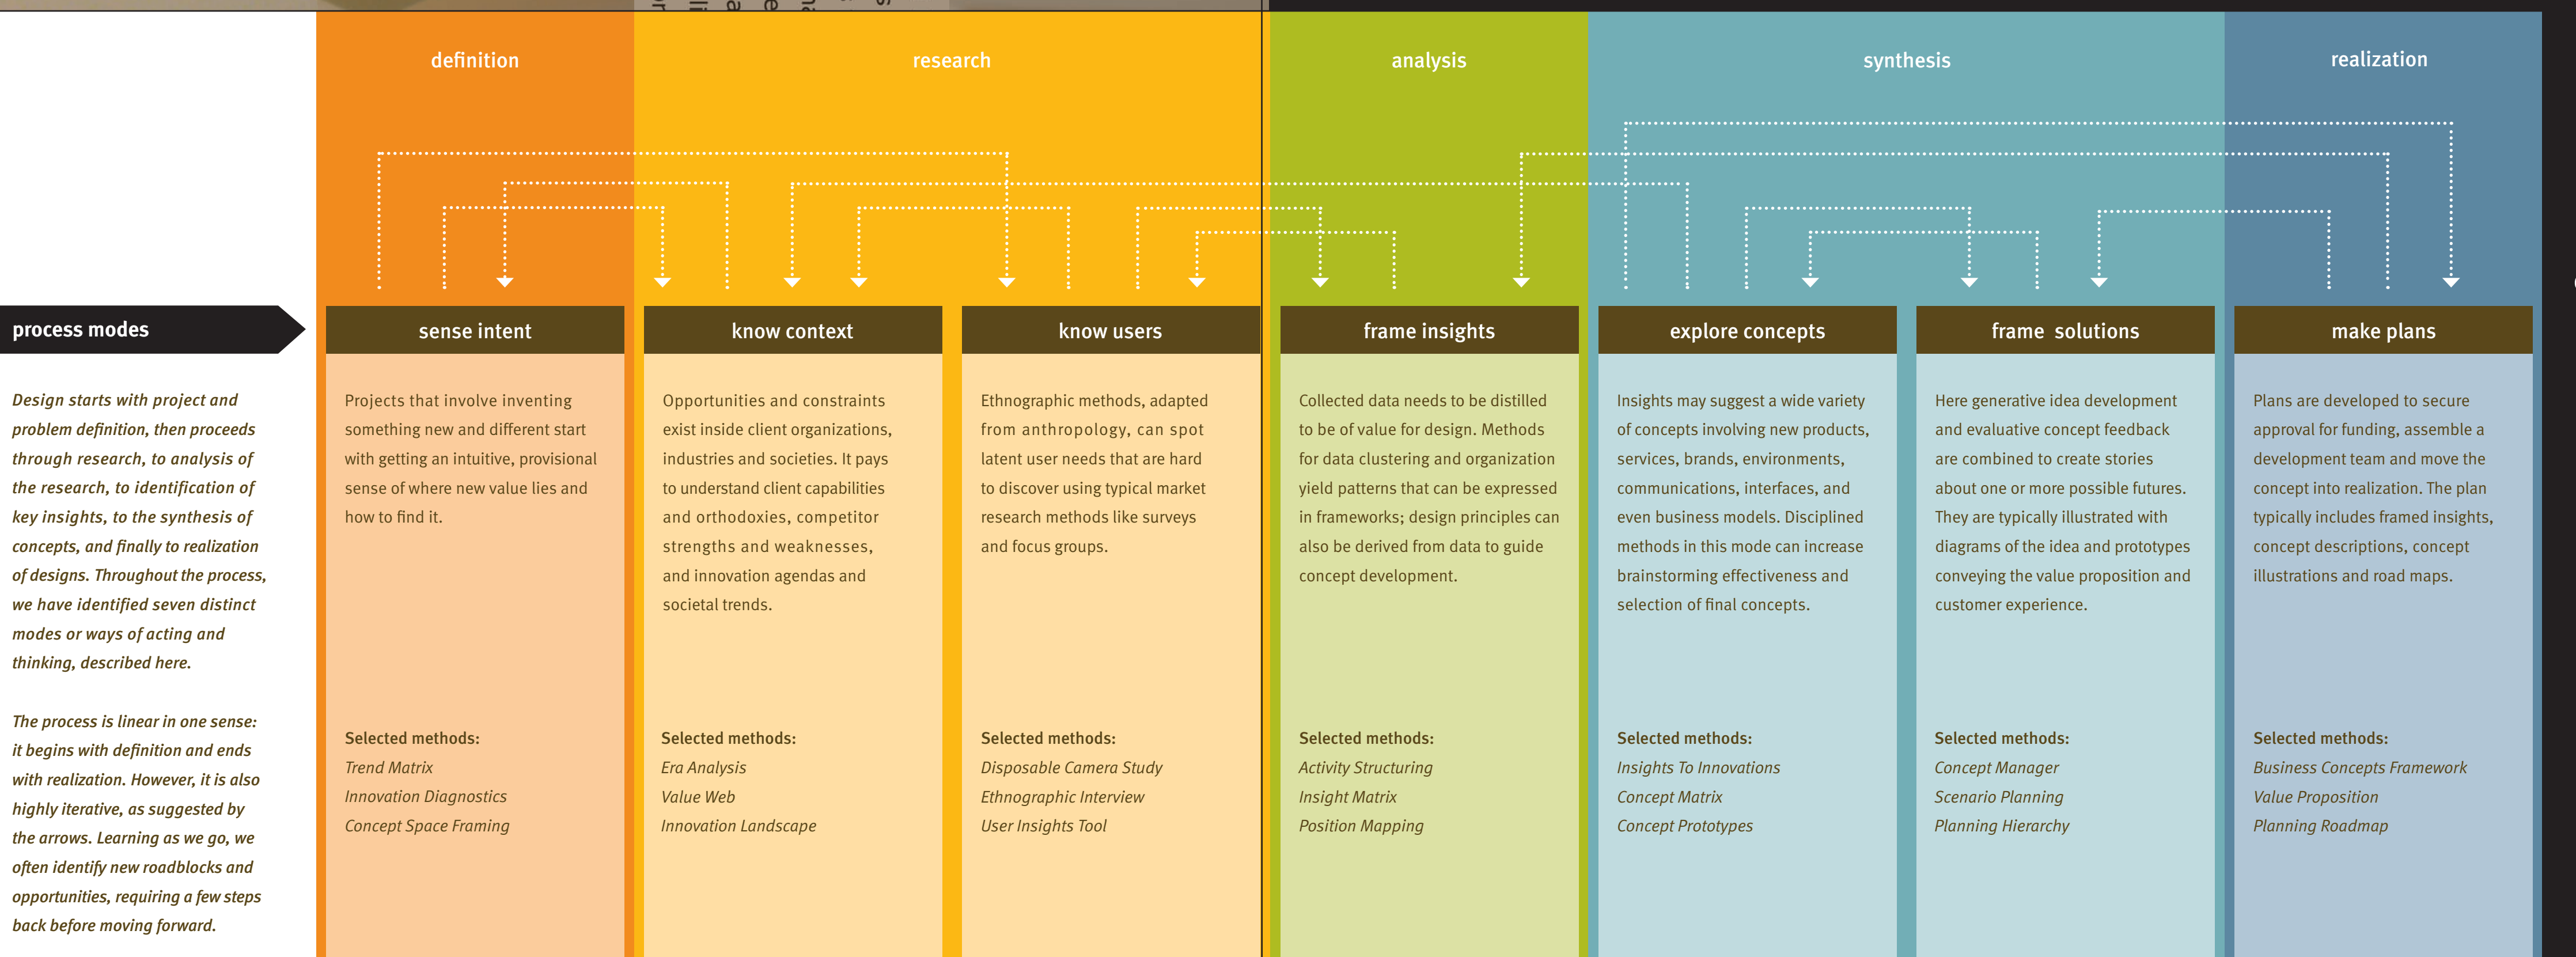 definition
research
analysis
synthesis
realization
process modes
Design starts with project and
problem definition, then proceeds
through research, to analysis of
the research, to identification of
key insights, to the synthesis of
concepts, and finally to realization
of designs. Throughout the process,
we have identified seven distinct
modes or ways of acting and
thinking, described here.
The process is linear in one sense:
it begins with definition and ends
with realization. However, it is also
highly iterative, as suggested by
the arrows. Learning as we go, we
often identify new roadblocks and
opportunities, requiring a few steps
back before moving forward.
sense intent
Projects that involve inventing
something new and different start
with getting an intuitive, provisional
sense of where new value lies and
how to find it.
Selected methods:
Trend Matrix
Innovation Diagnostics
Concept Space Framing
know context
Opportunities and constraints
exist inside client organizations,
industries and societies. It pays
to understand client capabilities
and orthodoxies, competitor
strengths and weaknesses,
and innovation agendas and
societal trends.
Selected methods:
Era Analysis
Value Web
Innovation Landscape
know users
Ethnographic methods, adapted
from anthropology, can spot
latent user needs that are hard
to discover using typical market
research methods like surveys
and focus groups.
Selected methods:
Disposable Camera Study
Ethnographic Interview
User Insights Tool
frame insights
Collected data needs to be distilled
to be of value for design. Methods
for data clustering and organization
yield patterns that can be expressed
in frameworks; design principles can
also be derived from data to guide
concept development.
Selected methods:
Activity Structuring
Insight Matrix
Position Mapping
explore concepts
Insights may suggest a wide variety
of concepts involving new products,
services, brands, environments,
communications, interfaces, and
even business models. Disciplined
methods in this mode can increase
brainstorming effectiveness and
selection of final concepts.
Selected methods:
Insights To Innovations
Concept Matrix
Concept Prototypes
frame solutions
Here generative idea development
and evaluative concept feedback
are combined to create stories
about one or more possible futures.
They are typically illustrated with
diagrams of the idea and prototypes
conveying the value proposition and
customer experience.
Selected methods:
Concept Manager
Scenario Planning
Planning Hierarchy
make plans
Plans are developed to secure
approval for funding, assemble a
development team and move the
concept into realization. The plan
typically includes framed insights,
concept descriptions, concept
illustrations and road maps.
Selected methods:
Business Concepts Framework
Value Proposition
Planning Roadmap